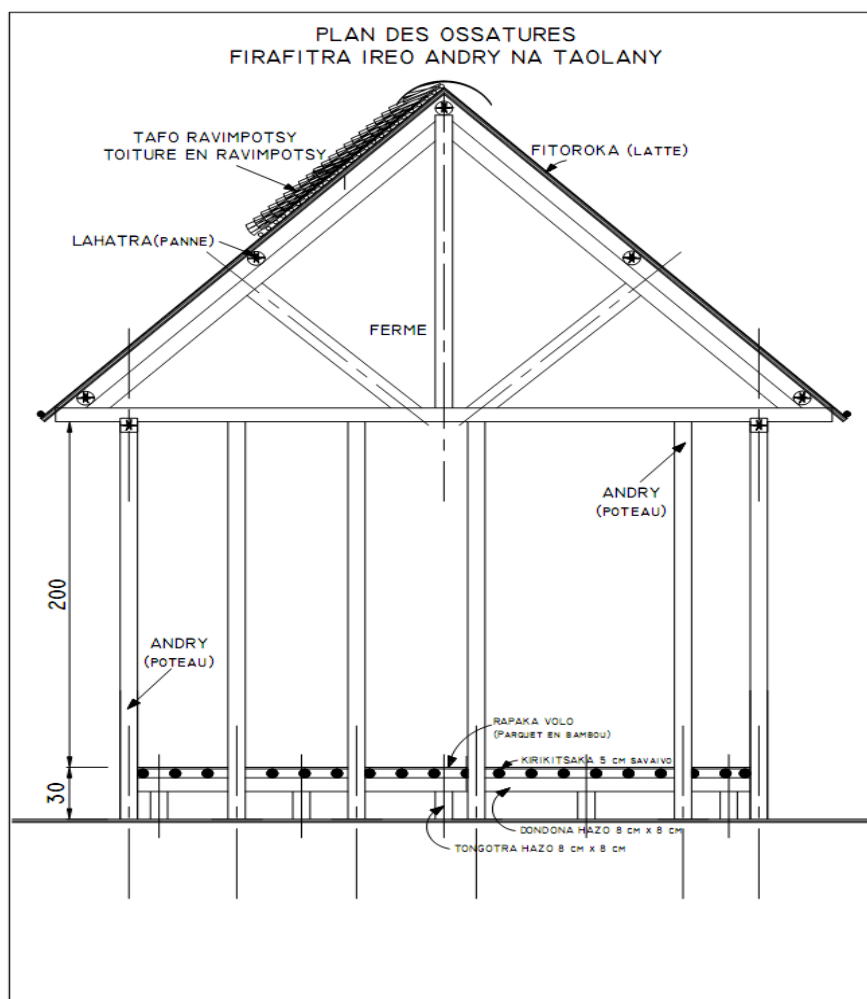 PLAN DES OSSATURES
FIRAFITRA IREO ANDRY NA TAOLANY
TAFO RAVIMPOTSY
TOITURE EN RAVIMPOTSY
FITOROKA (LATTE)
LAHATRA(PANNE)
FERME
ANDRY
(POTEAU)
200
ANDRY
(POTEAU)
RAPAKA VOLO
(PARQUET EN BAMBOU)
KIRIKITSAKA 5 CM SAVAIVO
30
DONDONA HAZO 8 CM X 8 CM
TONGOTRA HAZO 8 CM X 8 CM